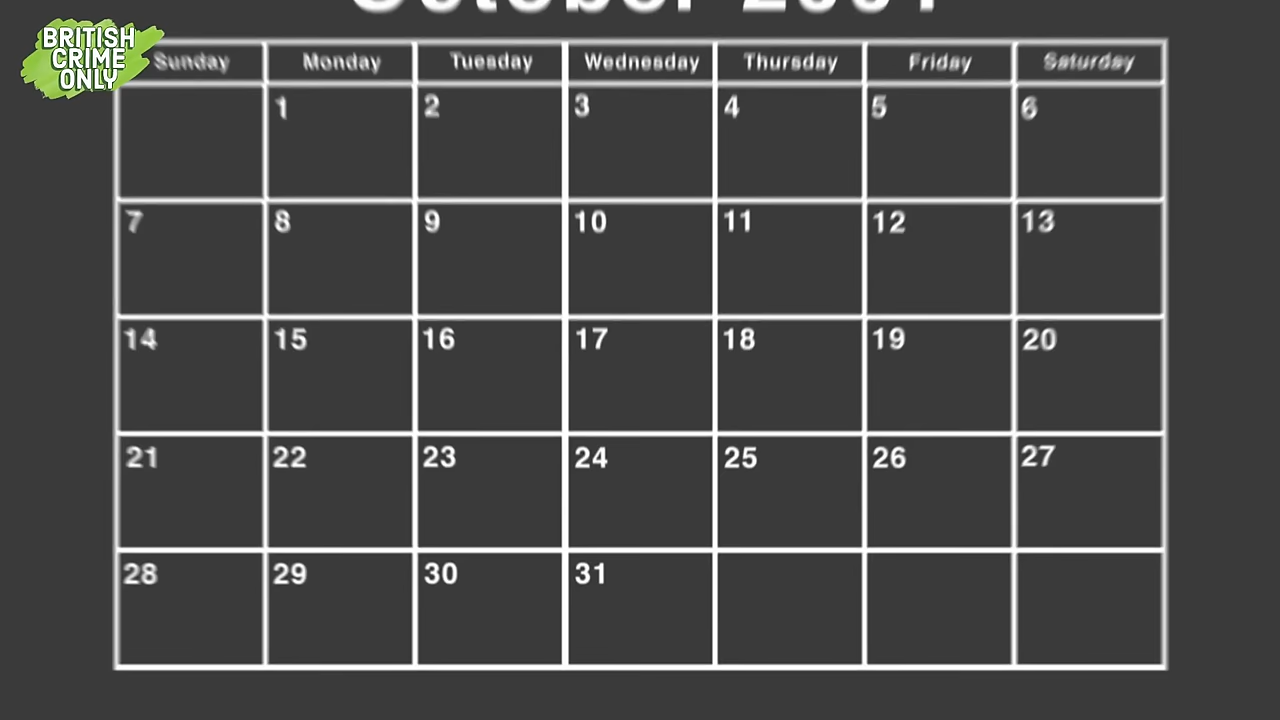 October 2001
BRITISH
CRIME
ONLY
Sunday Monday Tuesday Wednesday Thursday Friday Saturday
1 2 3 4 5 6
7 8 9 10 11 12 13
14 15 16 17 18 19 20
21 22 23 24 25 26 27
28 29 30 31